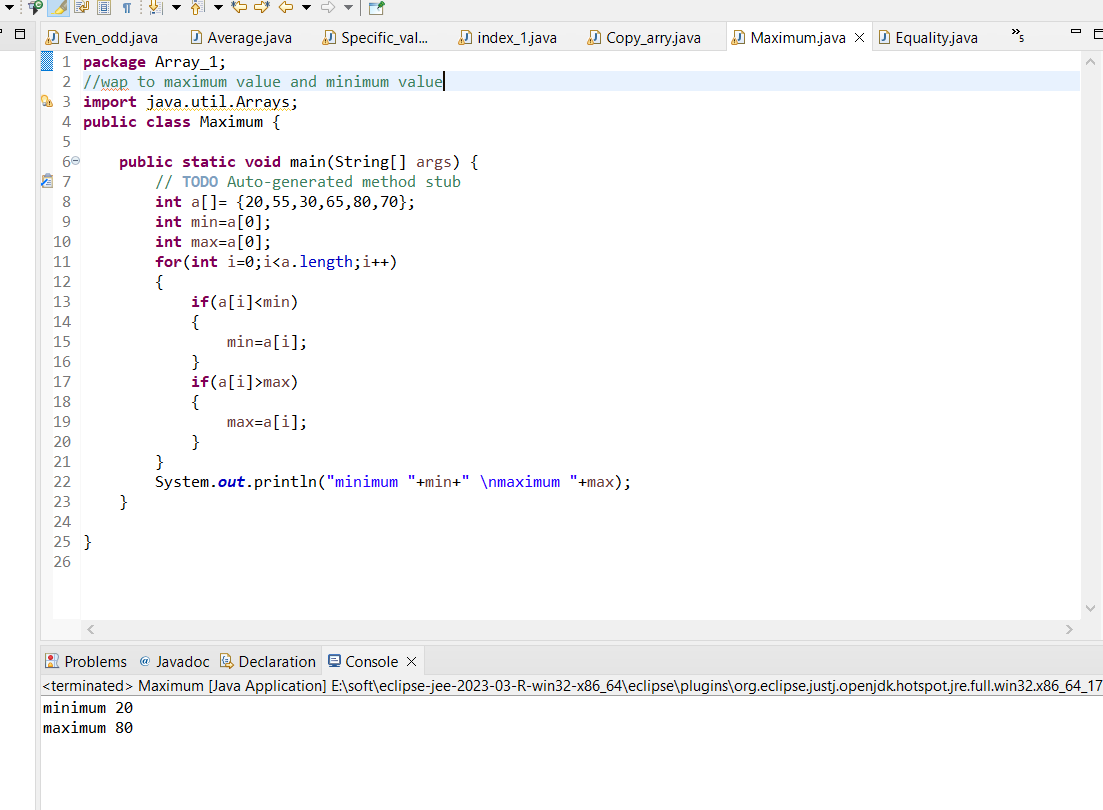 Even_odd.java Average.java Specific_val... index_1.java Copy_arry.java Maximum.java Equality.java »5
1 package Array_1;
2 //wap to maximum value and minimum value
3 import java.util.Arrays;
4 public class Maximum {
5
6 public static void main(String[] args) {
7 // TODO Auto-generated method stub
8 int a[]= {20,55,30,65,80,70};
9 int min=a[0];
10 int max=a[0];
11 for(int i=0;i<a.length;i++)
12 {
13 if(a[i]<min)
14 {
15 min=a[i];
16 }
17 if(a[i]>max)
18 {
19 max=a[i];
20 }
21 }
22 System.out.println("minimum "+min+" \nmaximum "+max);
23 }
24
25 }
26
Problems @ Javadoc Declaration Console
<terminated> Maximum [Java Application] E:\soft\eclipse-jee-2023-03-R-win32-x86_64\eclipse\plugins\org.eclipse.justj.openjdk.hotspot.jre.full.win32.x86_64_17
minimum 20
maximum 80